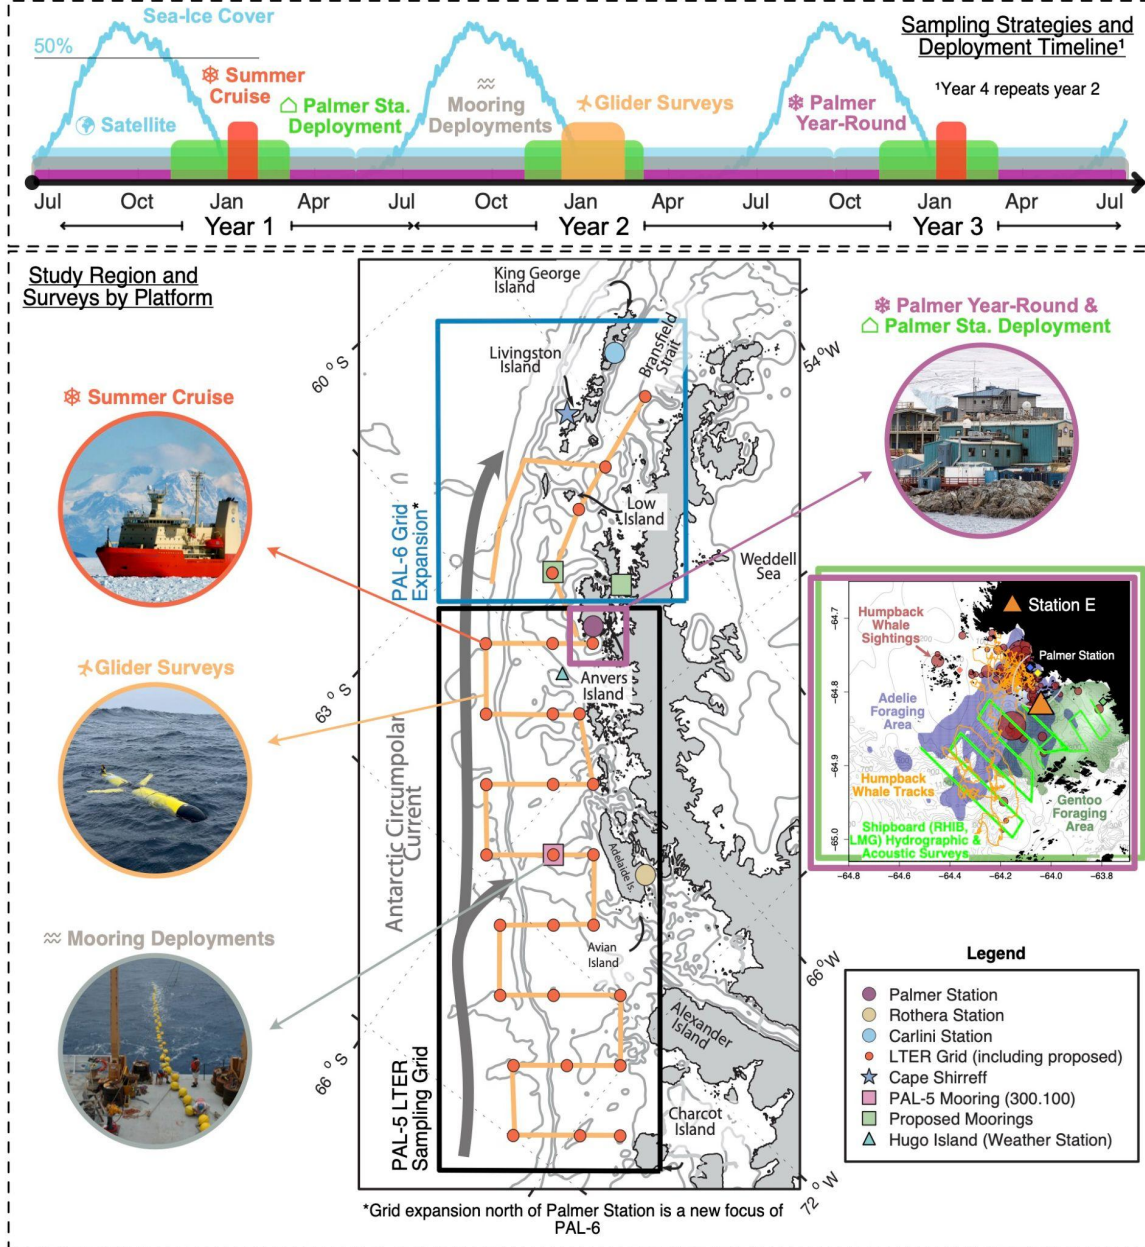 Sea-Ice Cover
50%
Summer
Cruise
Palmer Sta.
Deployment
Satellite
Mooring
Deployments
Glider Surveys
Palmer
Year-Round
Sampling Strategies and
Deployment Timeline¹
¹Year 4 repeats year 2
Jul Oct Jan Apr Jul Oct Jan Apr Jul Oct Jan Apr Jul
Year 1 Year 2 Year 3
Study Region and
Surveys by Platform
Summer Cruise
Glider Surveys
Mooring Deployments
60 °S
63 °S
66 °S
54 °W
66 °W
72 °W
King George
Island
Livingston
Island
Bransfield
Strait
Low
Island
PAL-6 Grid
Expansion*
Weddell
Sea
Anvers
Island
Antarctic Circumpolar
Current
Adelaide Is.
Avian
Island
Alexander
Island
Charcot
Island
PAL-5 LTER
Sampling Grid
*Grid expansion north of Palmer Station is a new focus of
PAL-6
Palmer Year-Round &
Palmer Sta. Deployment
Station E
Humpback
Whale
Sightings
Palmer Station
Adelie
Foraging
Area
Humpback
Whale Tracks
Gentoo
Foraging
Area
Shipboard (RHIB,
LMG) Hydrographic &
Acoustic Surveys
−64.7
−64.8
−64.9
−65.0
−64.8 −64.6 −64.4 −64.2 −64.0 −63.8
Legend
Palmer Station
Rothera Station
Carlini Station
LTER Grid (including proposed)
Cape Shirreff
PAL-5 Mooring (300.100)
Proposed Moorings
Hugo Island (Weather Station)